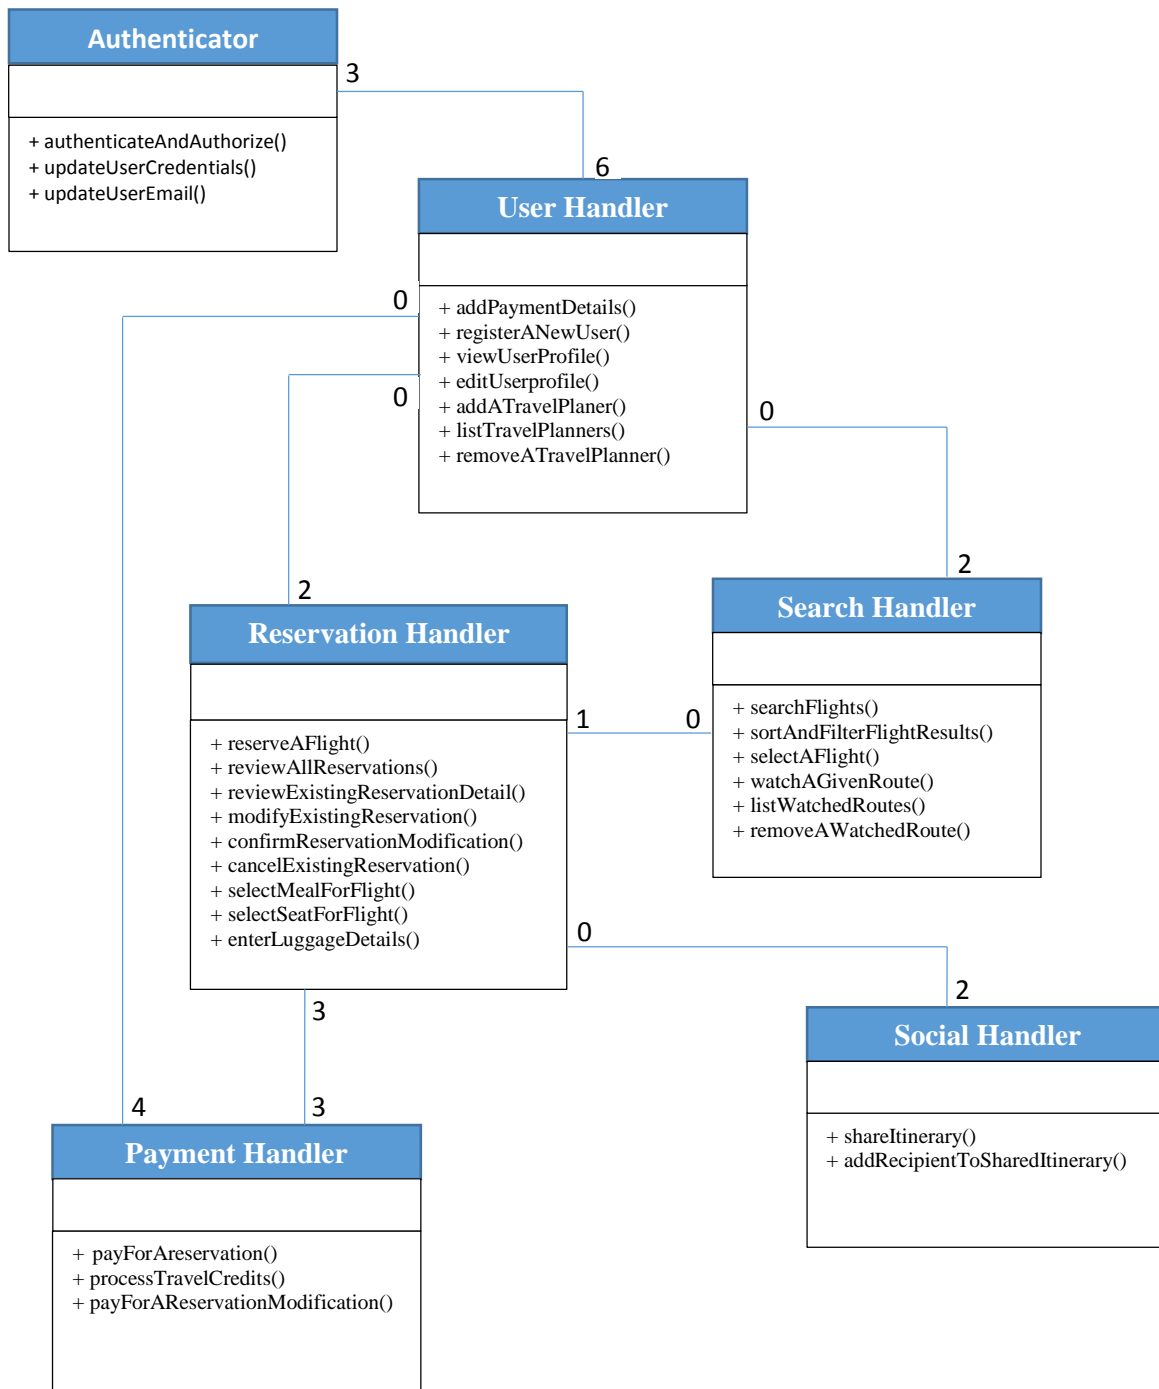 Authenticator
3
+ authenticateAndAuthorize()
+ updateUserCredentials()
+ updateUserEmail()
6
User Handler
0
+ addPaymentDetails()
+ registerANewUser()
+ viewUserProfile()
+ editUserprofile()
+ addATravelPlaner()
+ listTravelPlanners()
+ removeATravelPlanner()
0
0
2
2
Reservation Handler
Search Handler
1
0
+ reserveAFlight()
+ reviewAllReservations()
+ reviewExistingReservationDetail()
+ modifyExistingReservation()
+ confirmReservationModification()
+ cancelExistingReservation()
+ selectMealForFlight()
+ selectSeatForFlight()
+ enterLuggageDetails()
+ searchFlights()
+ sortAndFilterFlightResults()
+ selectAFlight()
+ watchAGivenRoute()
+ listWatchedRoutes()
+ removeAWatchedRoute()
0
2
3
Social Handler
4
3
Payment Handler
+ shareItinerary()
+ addRecipientToSharedItinerary()
+ payForAreservation()
+ processTravelCredits()
+ payForAReservationModification()